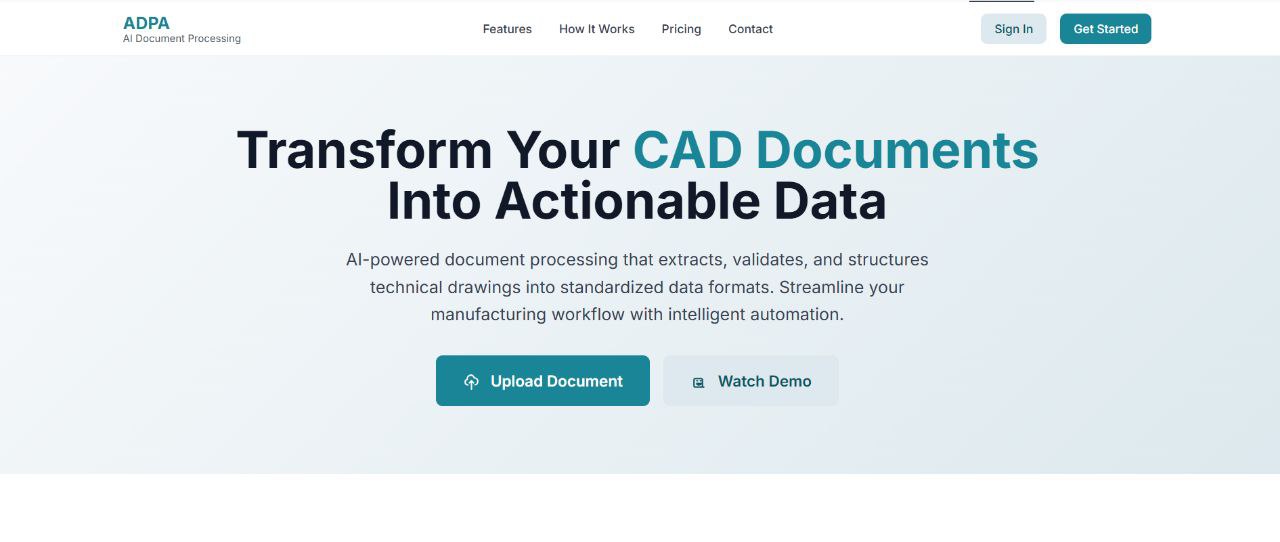 ADPA
AI Document Processing
Features
How It Works
Pricing
Contact
Sign In
Get Started
Transform Your CAD Documents
Into Actionable Data
AI-powered document processing that extracts, validates, and structures
technical drawings into standardized data formats. Streamline your
manufacturing workflow with intelligent automation.
Upload Document
Watch Demo